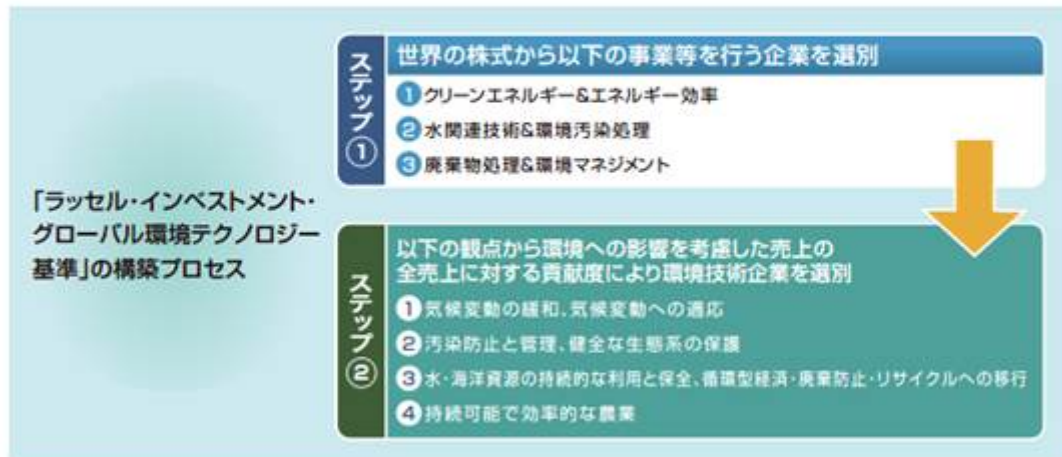 「ラッセル・インベストメント・
グローバル環境テクノロジー
基準」の構築プロセス
ステップ①
世界の株式から以下の事業等を行う企業を選別
1 クリーンエネルギー&エネルギー効率
2 水関連技術&環境汚染処理
3 廃棄物処理&環境マネジメント
ステップ②
以下の観点から環境への影響を考慮した売上の
全売上に対する貢献度により環境技術企業を選別
1 気候変動の緩和、気候変動への適応
2 汚染防止と管理、健全な生態系の保護
3 水・海洋資源の持続的な利用と保全、循環型経済・廃棄防止・リサイクルへの移行
4 持続可能で効率的な農業